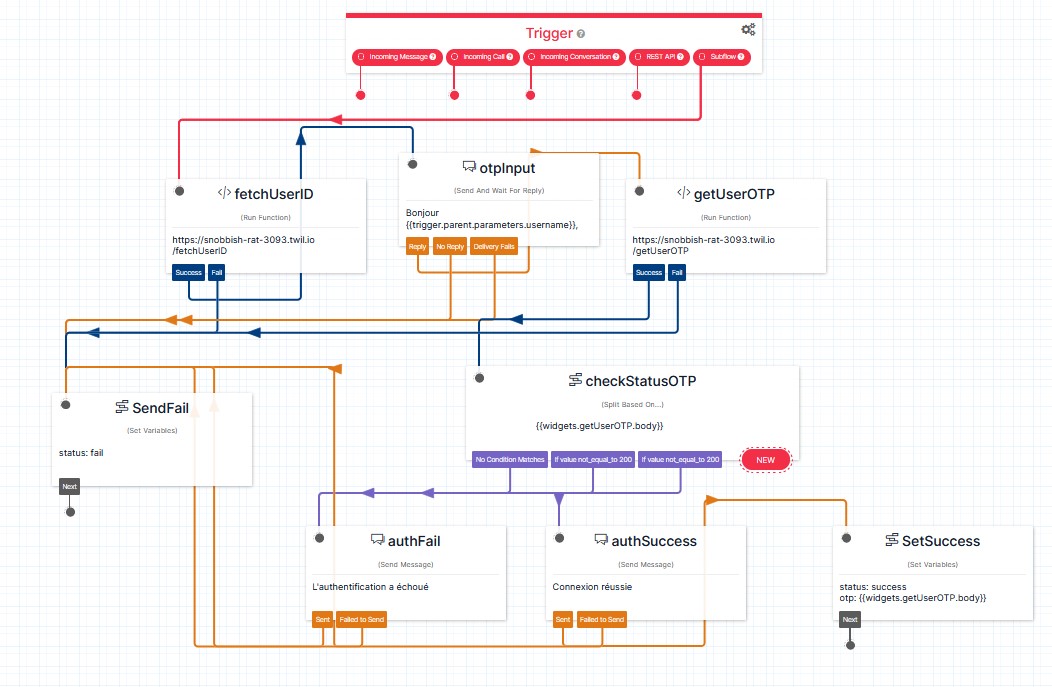 Trigger
Incoming Message
Incoming Call
Incoming Conversation
REST API
Subflow
fetchUserID
(Run Function)
https://snobbish-rat-3093.twil.io
/fetchUserID
Success
Fail
otpInput
(Send And Wait For Reply)
Bonjour
{{trigger.parent.parameters.username}},
Reply
No Reply
Delivery Fails
getUserOTP
(Run Function)
https://snobbish-rat-3093.twil.io
/getUserOTP
Success
Fail
SendFail
(Set Variables)
status: fail
Next
checkStatusOTP
(Split Based On...)
{{widgets.getUserOTP.body}}
No Condition Matches
If value not_equal_to 200
If value not_equal_to 200
NEW
authFail
(Send Message)
L'authentification a échoué
Sent
Failed to Send
authSuccess
(Send Message)
Connexion réussie
Sent
Failed to Send
SetSuccess
(Set Variables)
status: success
otp: {{widgets.getUserOTP.body}}
Next